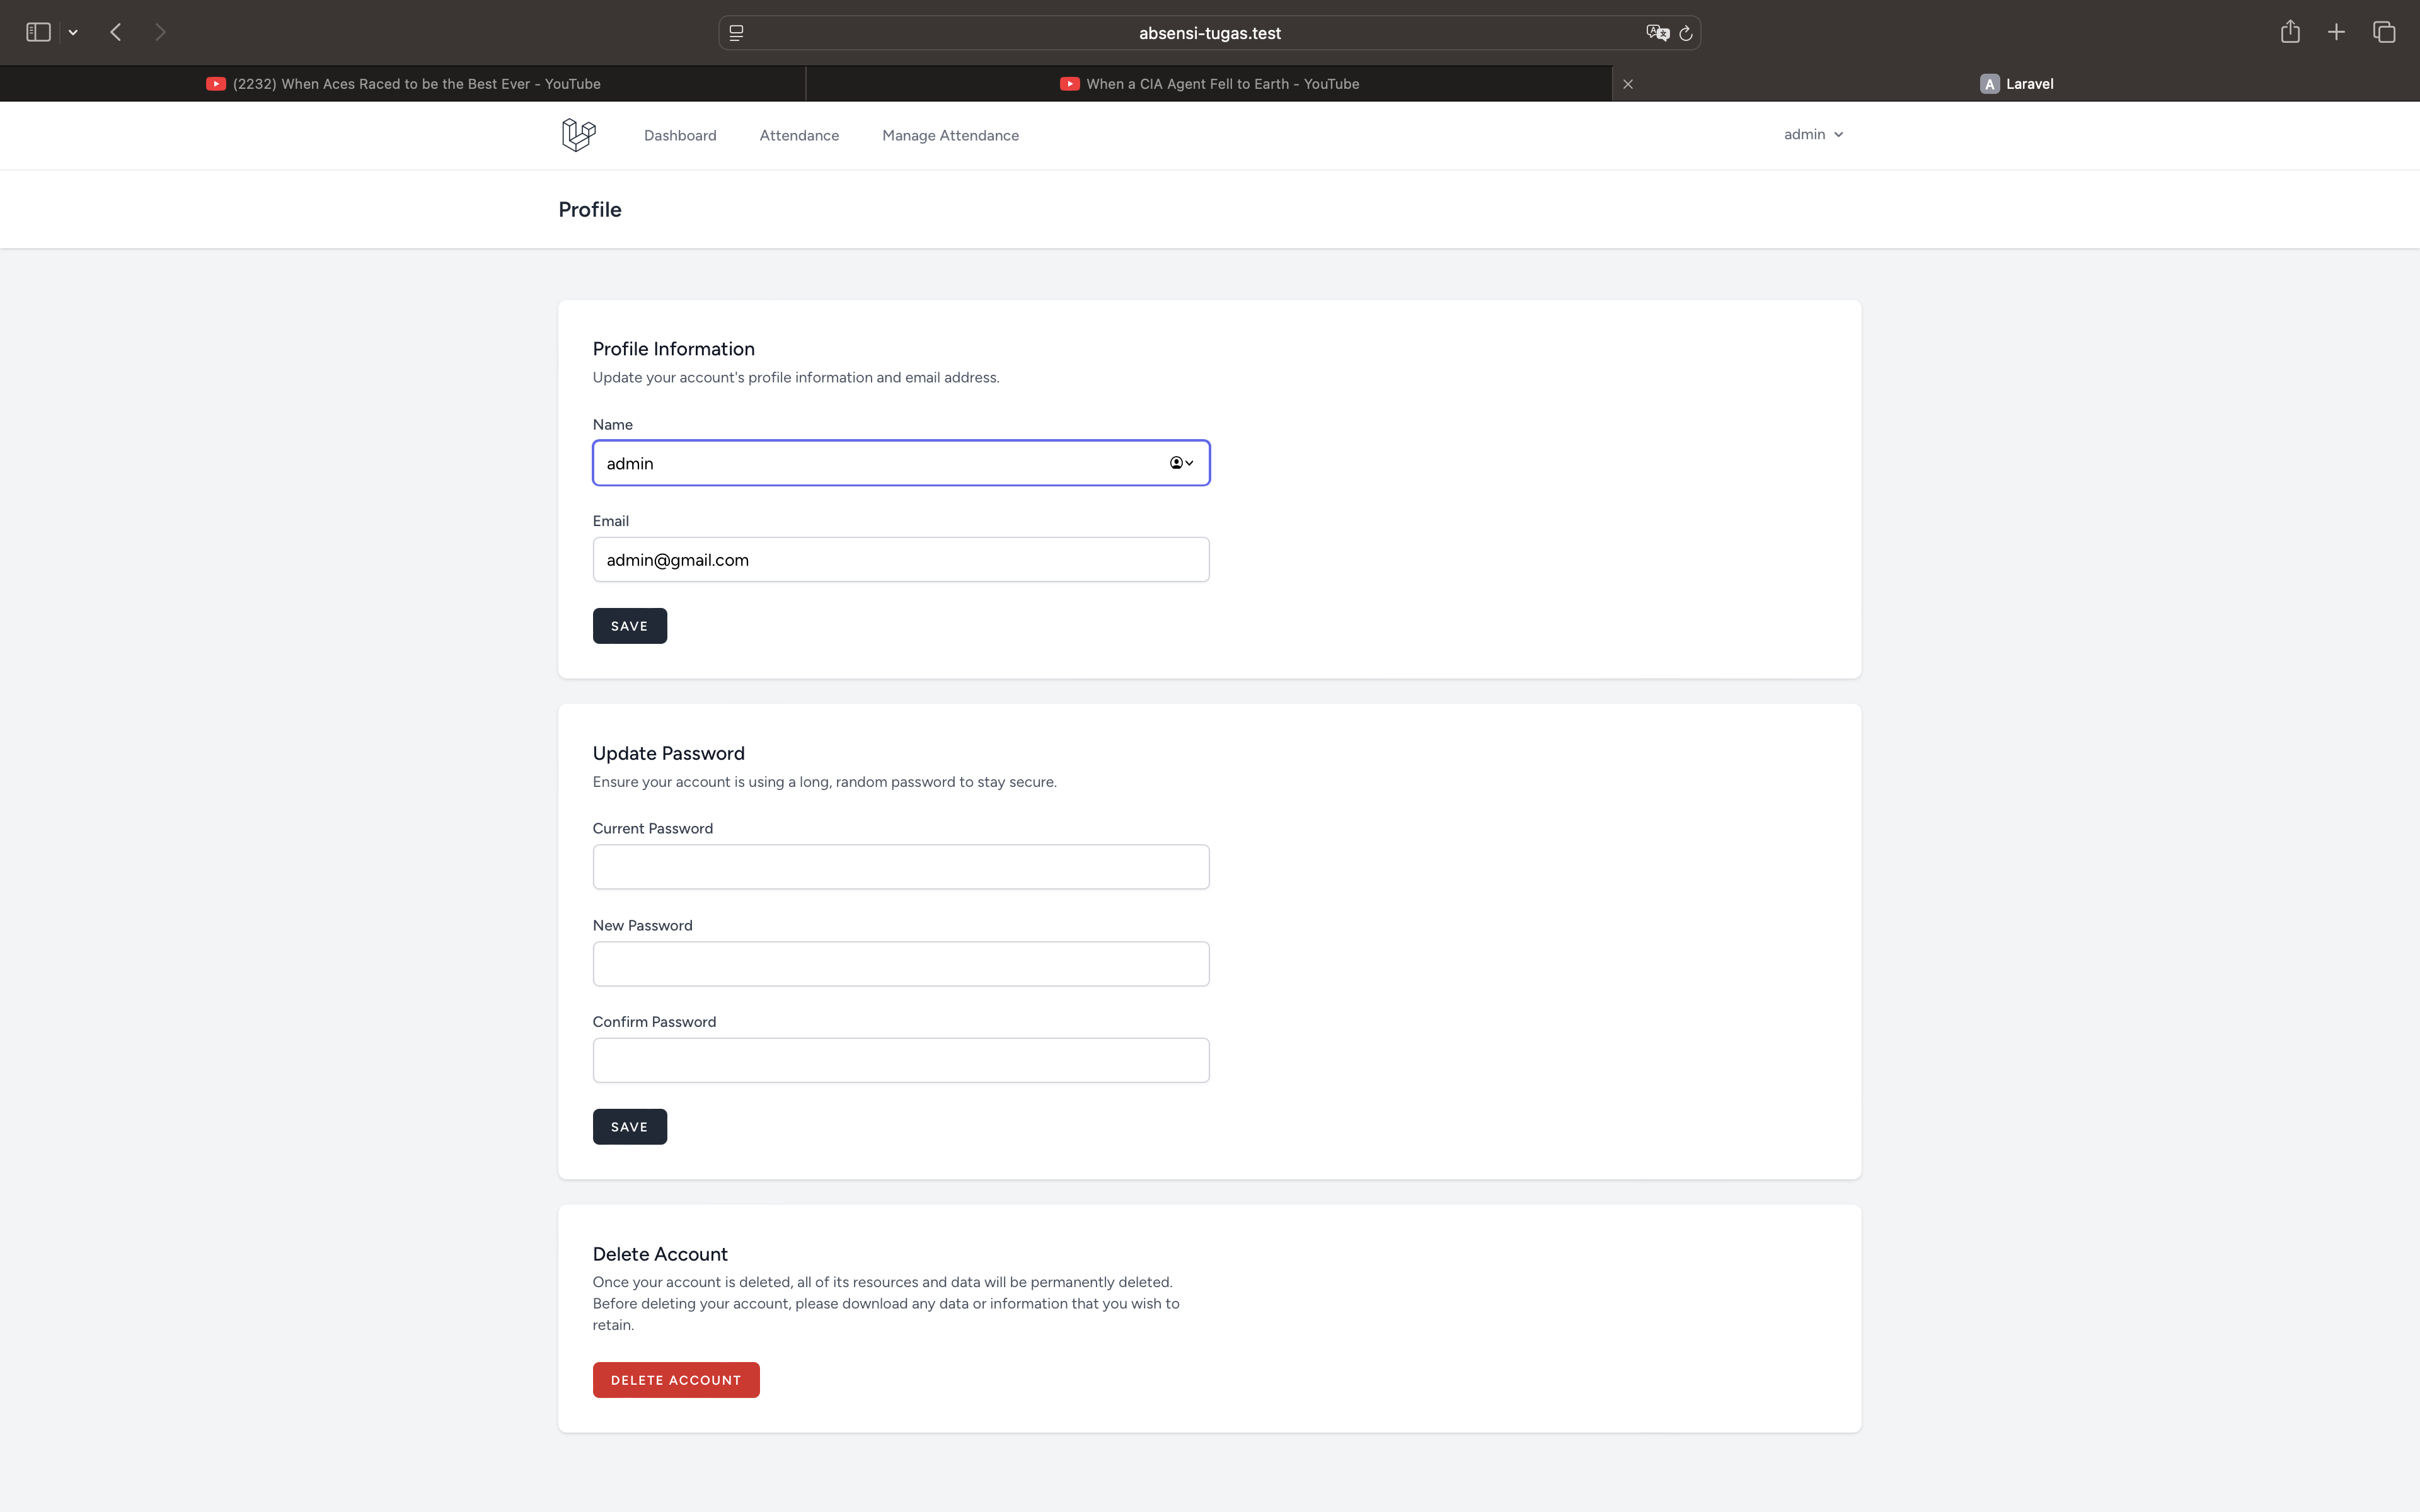 absensi-tugas.test
(2232) When Aces Raced to be the Best Ever - YouTube
When a CIA Agent Fell to Earth - YouTube
A Laravel
Dashboard
Attendance
Manage Attendance
admin
Profile
Profile Information
Update your account's profile information and email address.
Name
admin
Email
admin@gmail.com
SAVE
Update Password
Ensure your account is using a long, random password to stay secure.
Current Password
New Password
Confirm Password
SAVE
Delete Account
Once your account is deleted, all of its resources and data will be permanently deleted.
Before deleting your account, please download any data or information that you wish to
retain.
DELETE ACCOUNT